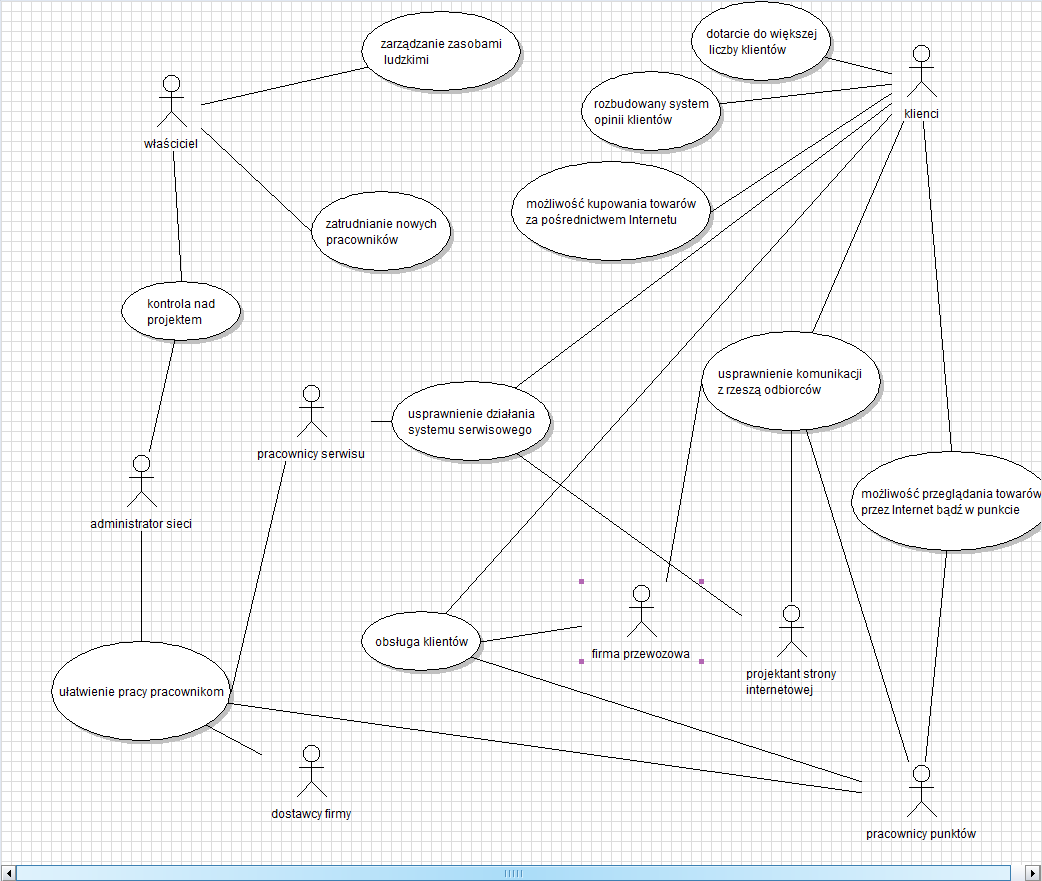 zarządzanie zasobami
ludzkimi
dotarcie do większej
liczby klientów
klienci
rozbudowany system
opinii klientów
właściciel
możliwość kupowania towarów
za pośrednictwem Internetu
zatrudnianie nowych
pracowników
kontrola nad
projektem
usprawnienie komunikacji
z rzeszą odbiorców
usprawnienie działania
systemu serwisowego
pracownicy serwisu
możliwość przeglądania towarów
przez Internet bądź w punkcie
administrator sieci
obsługa klientów
firma przewozowa
projektant strony
internetowej
ułatwienie pracy pracownikom
dostawcy firmy
pracownicy punktów